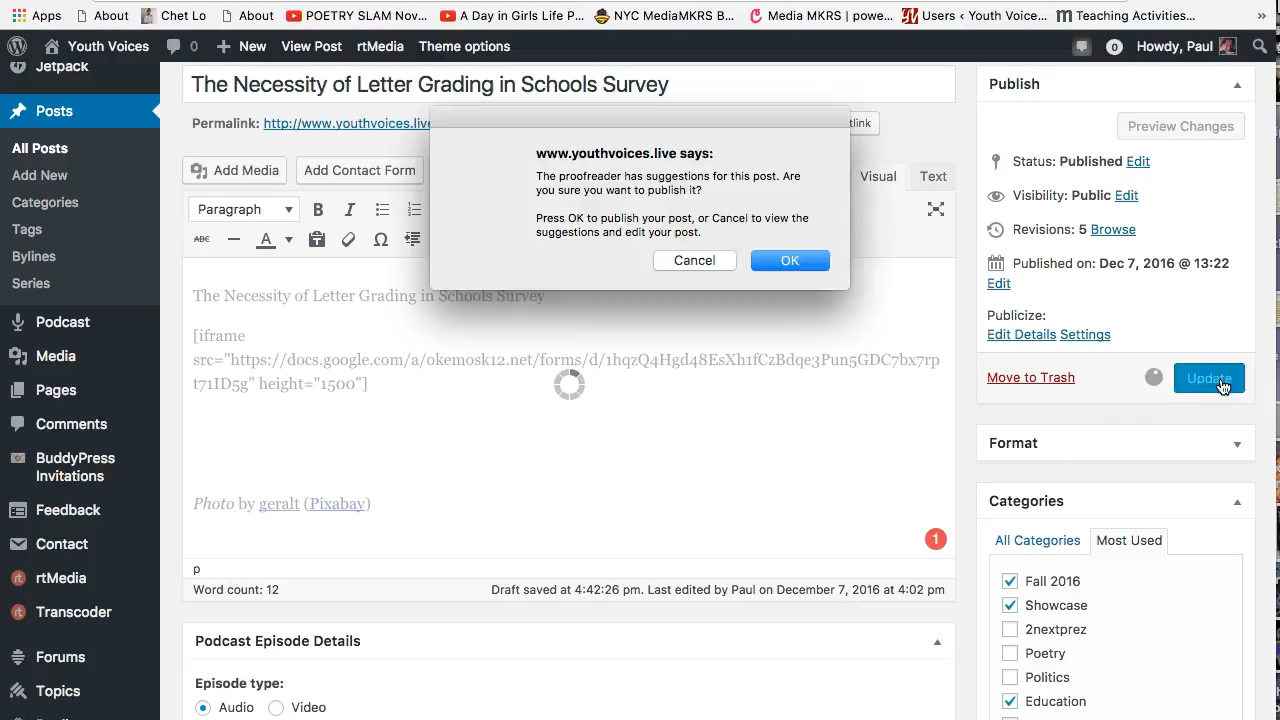 Apps About Chet Lo About POETRY SLAM Nov... A Day in Girls Life P... NYC MediaMKRS B... Media MKRS | powe... Users ‹ Youth Voice... Teaching Activities... »
Youth Voices 0 New View Post rtMedia Theme options 0 Howdy, Paul
Jetpack
Posts
All Posts
Add New
Categories
Tags
Bylines
Series
Podcast
Media
Pages
Comments
BuddyPress
Invitations
Feedback
Contact
rtMedia
Transcoder
Forums
Topics
The Necessity of Letter Grading in Schools Survey
Permalink: http://www.youthvoices.live
tlink
Add Media Add Contact Form
Visual Text
Paragraph B I
ABC A Ω
www.youthvoices.live says:
The proofreader has suggestions for this post. Are
you sure you want to publish it?
Press OK to publish your post, or Cancel to view the
suggestions and edit your post.
Cancel OK
The Necessity of Letter Grading in Schools Survey
[iframe
src="https://docs.google.com/a/okemosk12.net/forms/d/1hqzQ4Hgd48EsXh1fCzBdqe3Pun5GDC7bx7rp
t71ID5g" height="1500"]
Photo by geralt (Pixabay)
1
p
Word count: 12 Draft saved at 4:42:26 pm. Last edited by Paul on December 7, 2016 at 4:02 pm
Podcast Episode Details
Episode type:
Audio Video
Publish
Preview Changes
Status: Published Edit
Visibility: Public Edit
Revisions: 5 Browse
Published on: Dec 7, 2016 @ 13:22
Edit
Publicize:
Edit Details Settings
Move to Trash Update
Format
Categories
All Categories Most Used
Fall 2016
Showcase
2nextprez
Poetry
Politics
Education